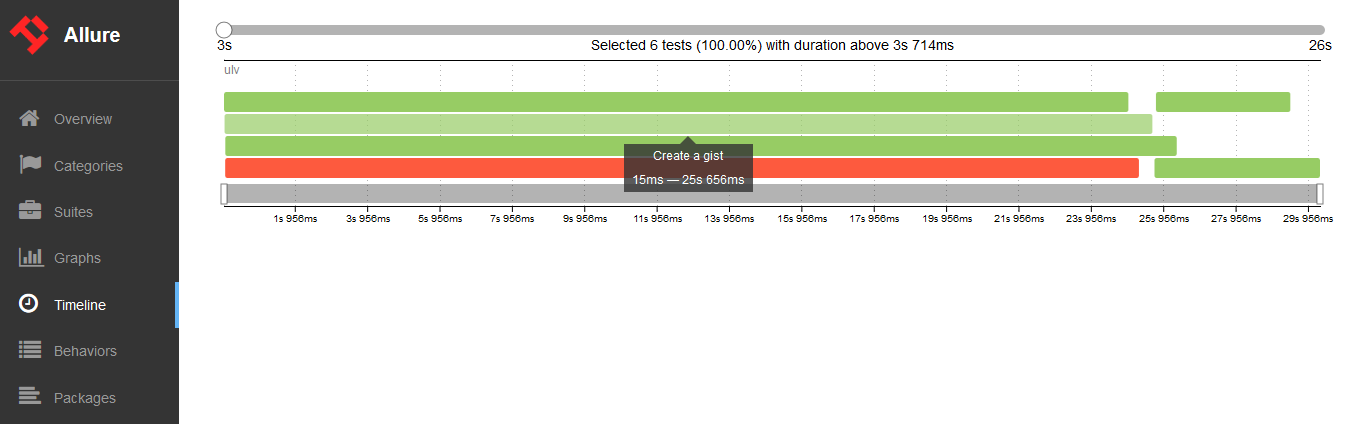 Allure
Overview
Categories
Suites
Graphs
Timeline
Behaviors
Packages
3s Selected 6 tests (100.00%) with duration above 3s 714ms 26s
ulv
Create a gist
15ms — 25s 656ms
1s 956ms 3s 956ms 5s 956ms 7s 956ms 9s 956ms 11s 956ms 13s 956ms 15s 956ms 17s 956ms 19s 956ms 21s 956ms 23s 956ms 25s 956ms 27s 956ms 29s 956ms